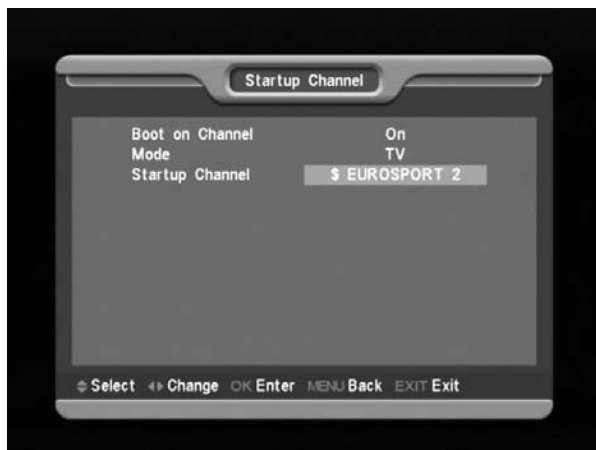 Startup Channel
Boot on Channel On
Mode TV
Startup Channel $ EUROSPORT 2
Select Change OK Enter MENU Back EXIT Exit